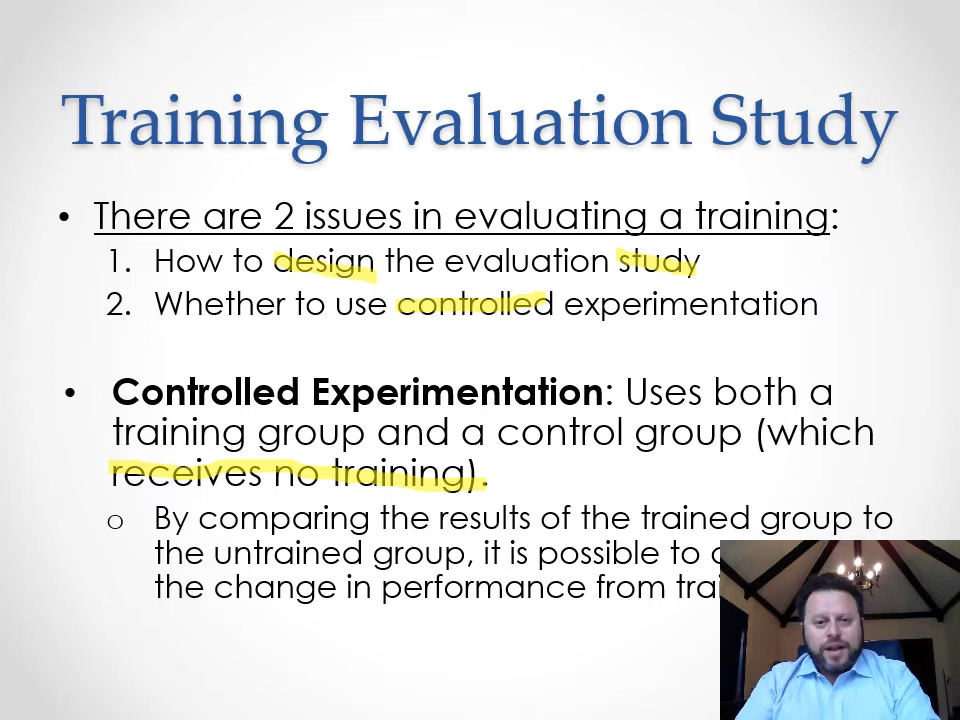 Training Evaluation Study
• There are 2 issues in evaluating a training:
1. How to design the evaluation study
2. Whether to use controlled experimentation
• Controlled Experimentation: Uses both a
training group and a control group (which
receives no training).
o By comparing the results of the trained group to
the untrained group, it is possible to
the change in performance from